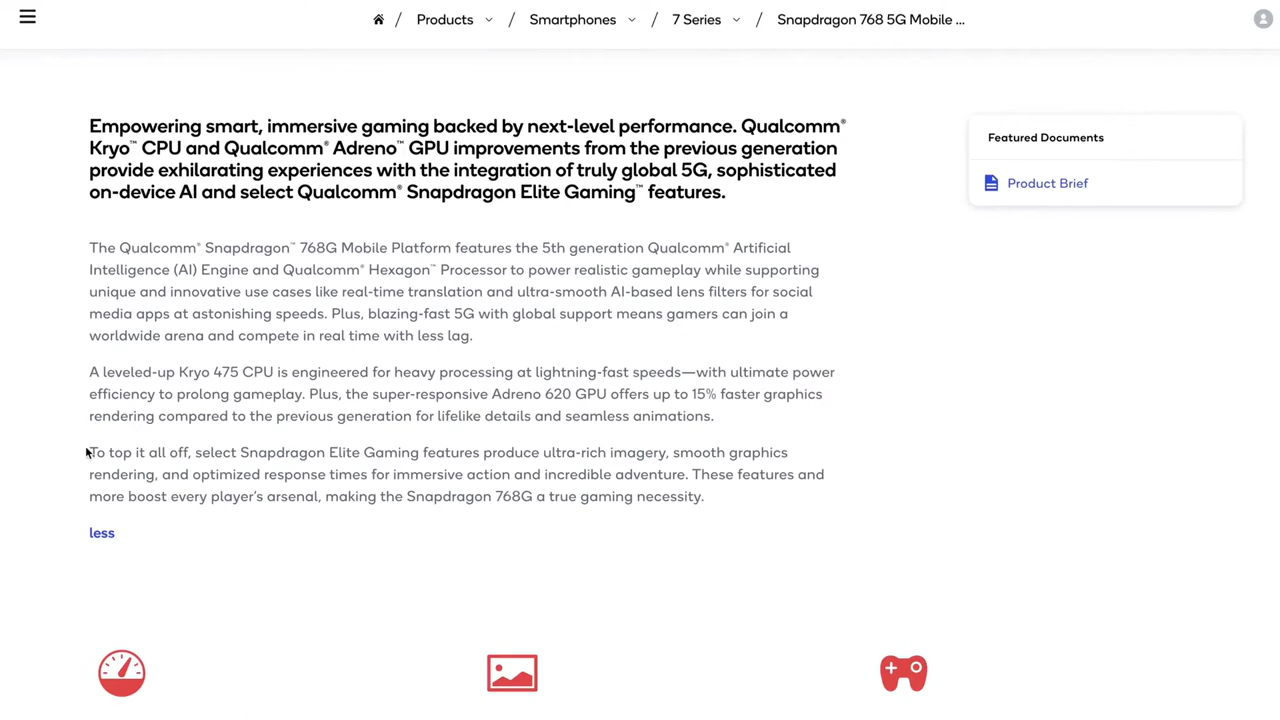 / Products / Smartphones / 7 Series / Snapdragon 768 5G Mobile ...
Empowering smart, immersive gaming backed by next-level performance. Qualcomm®
Kryo™ CPU and Qualcomm® Adreno™ GPU improvements from the previous generation
provide exhilarating experiences with the integration of truly global 5G, sophisticated
on-device AI and select Qualcomm® Snapdragon Elite Gaming™ features.
Featured Documents
Product Brief
The Qualcomm® Snapdragon™ 768G Mobile Platform features the 5th generation Qualcomm® Artificial
Intelligence (AI) Engine and Qualcomm® Hexagon™ Processor to power realistic gameplay while supporting
unique and innovative use cases like real-time translation and ultra-smooth AI-based lens filters for social
media apps at astonishing speeds. Plus, blazing-fast 5G with global support means gamers can join a
worldwide arena and compete in real time with less lag.
A leveled-up Kryo 475 CPU is engineered for heavy processing at lightning-fast speeds—with ultimate power
efficiency to prolong gameplay. Plus, the super-responsive Adreno 620 GPU offers up to 15% faster graphics
rendering compared to the previous generation for lifelike details and seamless animations.
To top it all off, select Snapdragon Elite Gaming features produce ultra-rich imagery, smooth graphics
rendering, and optimized response times for immersive action and incredible adventure. These features and
more boost every player's arsenal, making the Snapdragon 768G a true gaming necessity.
less